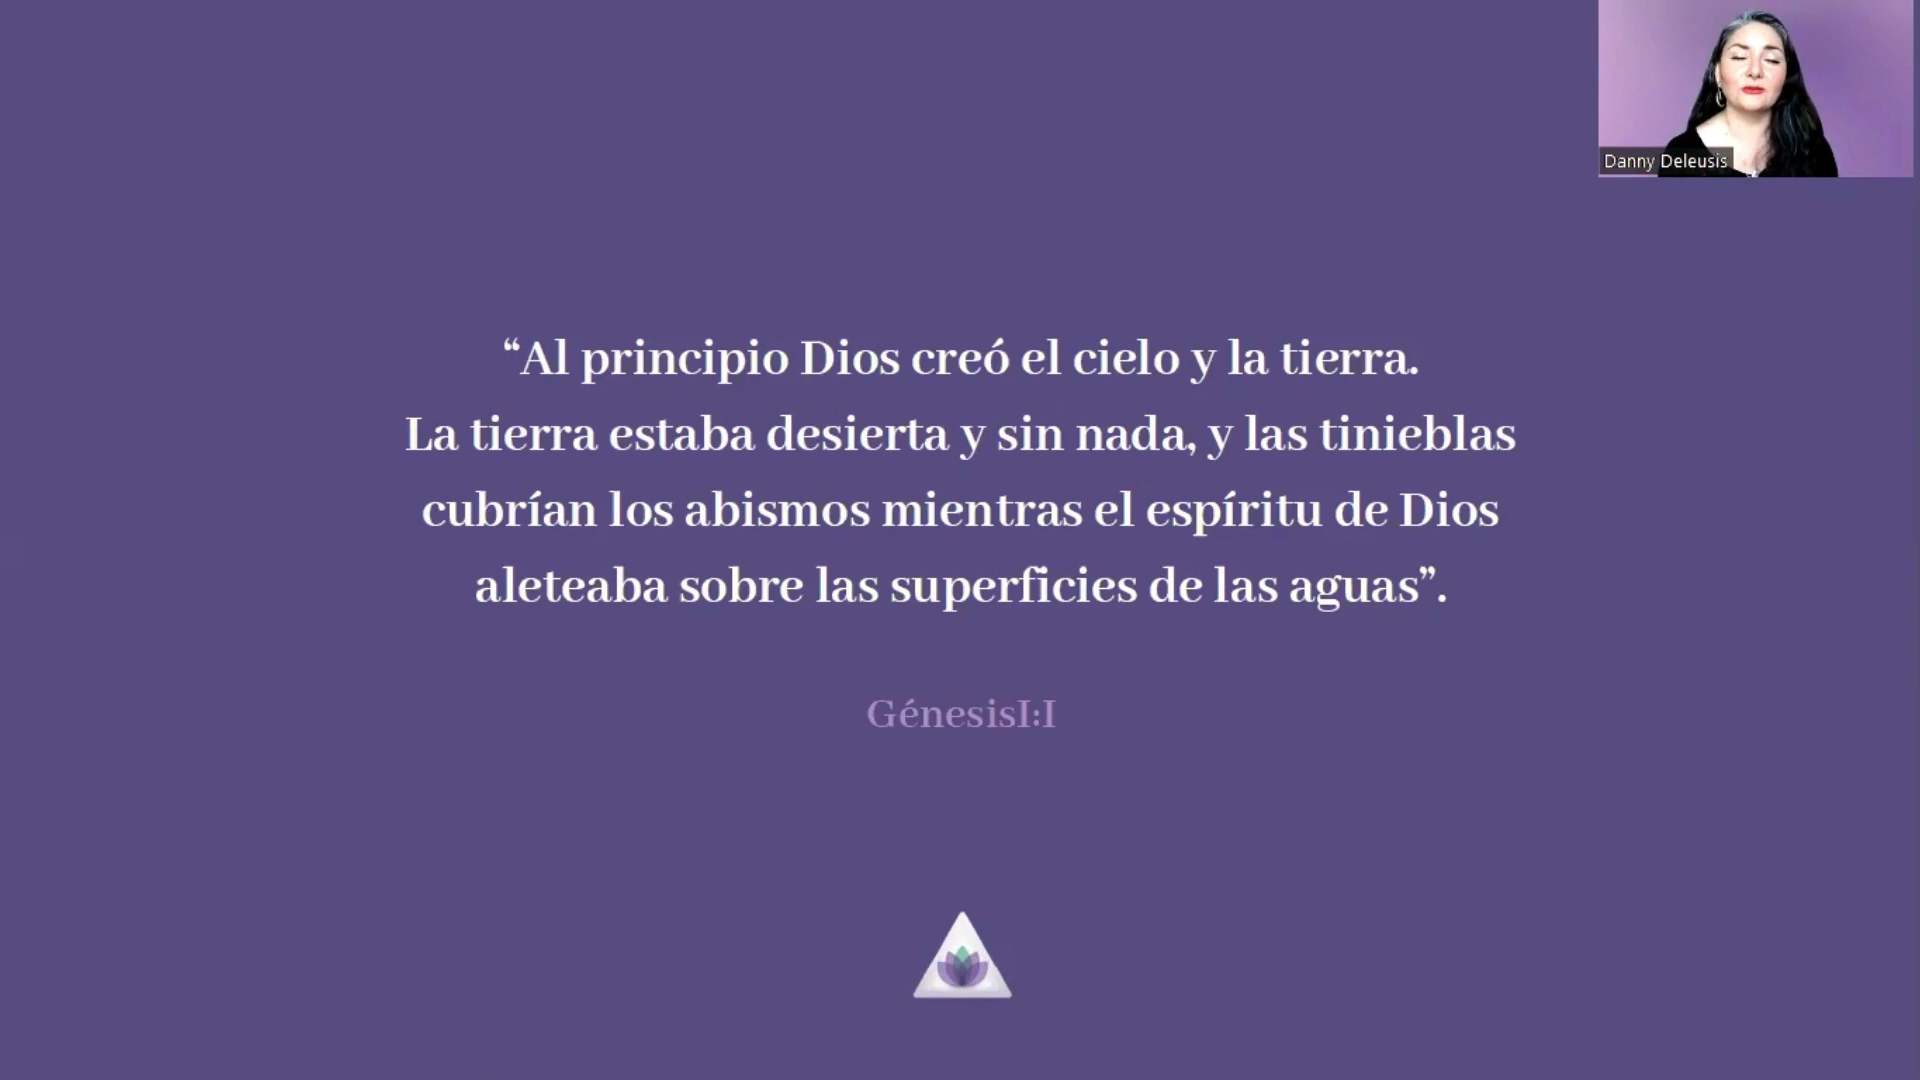 Danny Deleusis
“Al principio Dios creó el cielo y la tierra.
La tierra estaba desierta y sin nada, y las tinieblas
cubrían los abismos mientras el espíritu de Dios
aleteaba sobre las superficies de las aguas”.
GénesisI:I